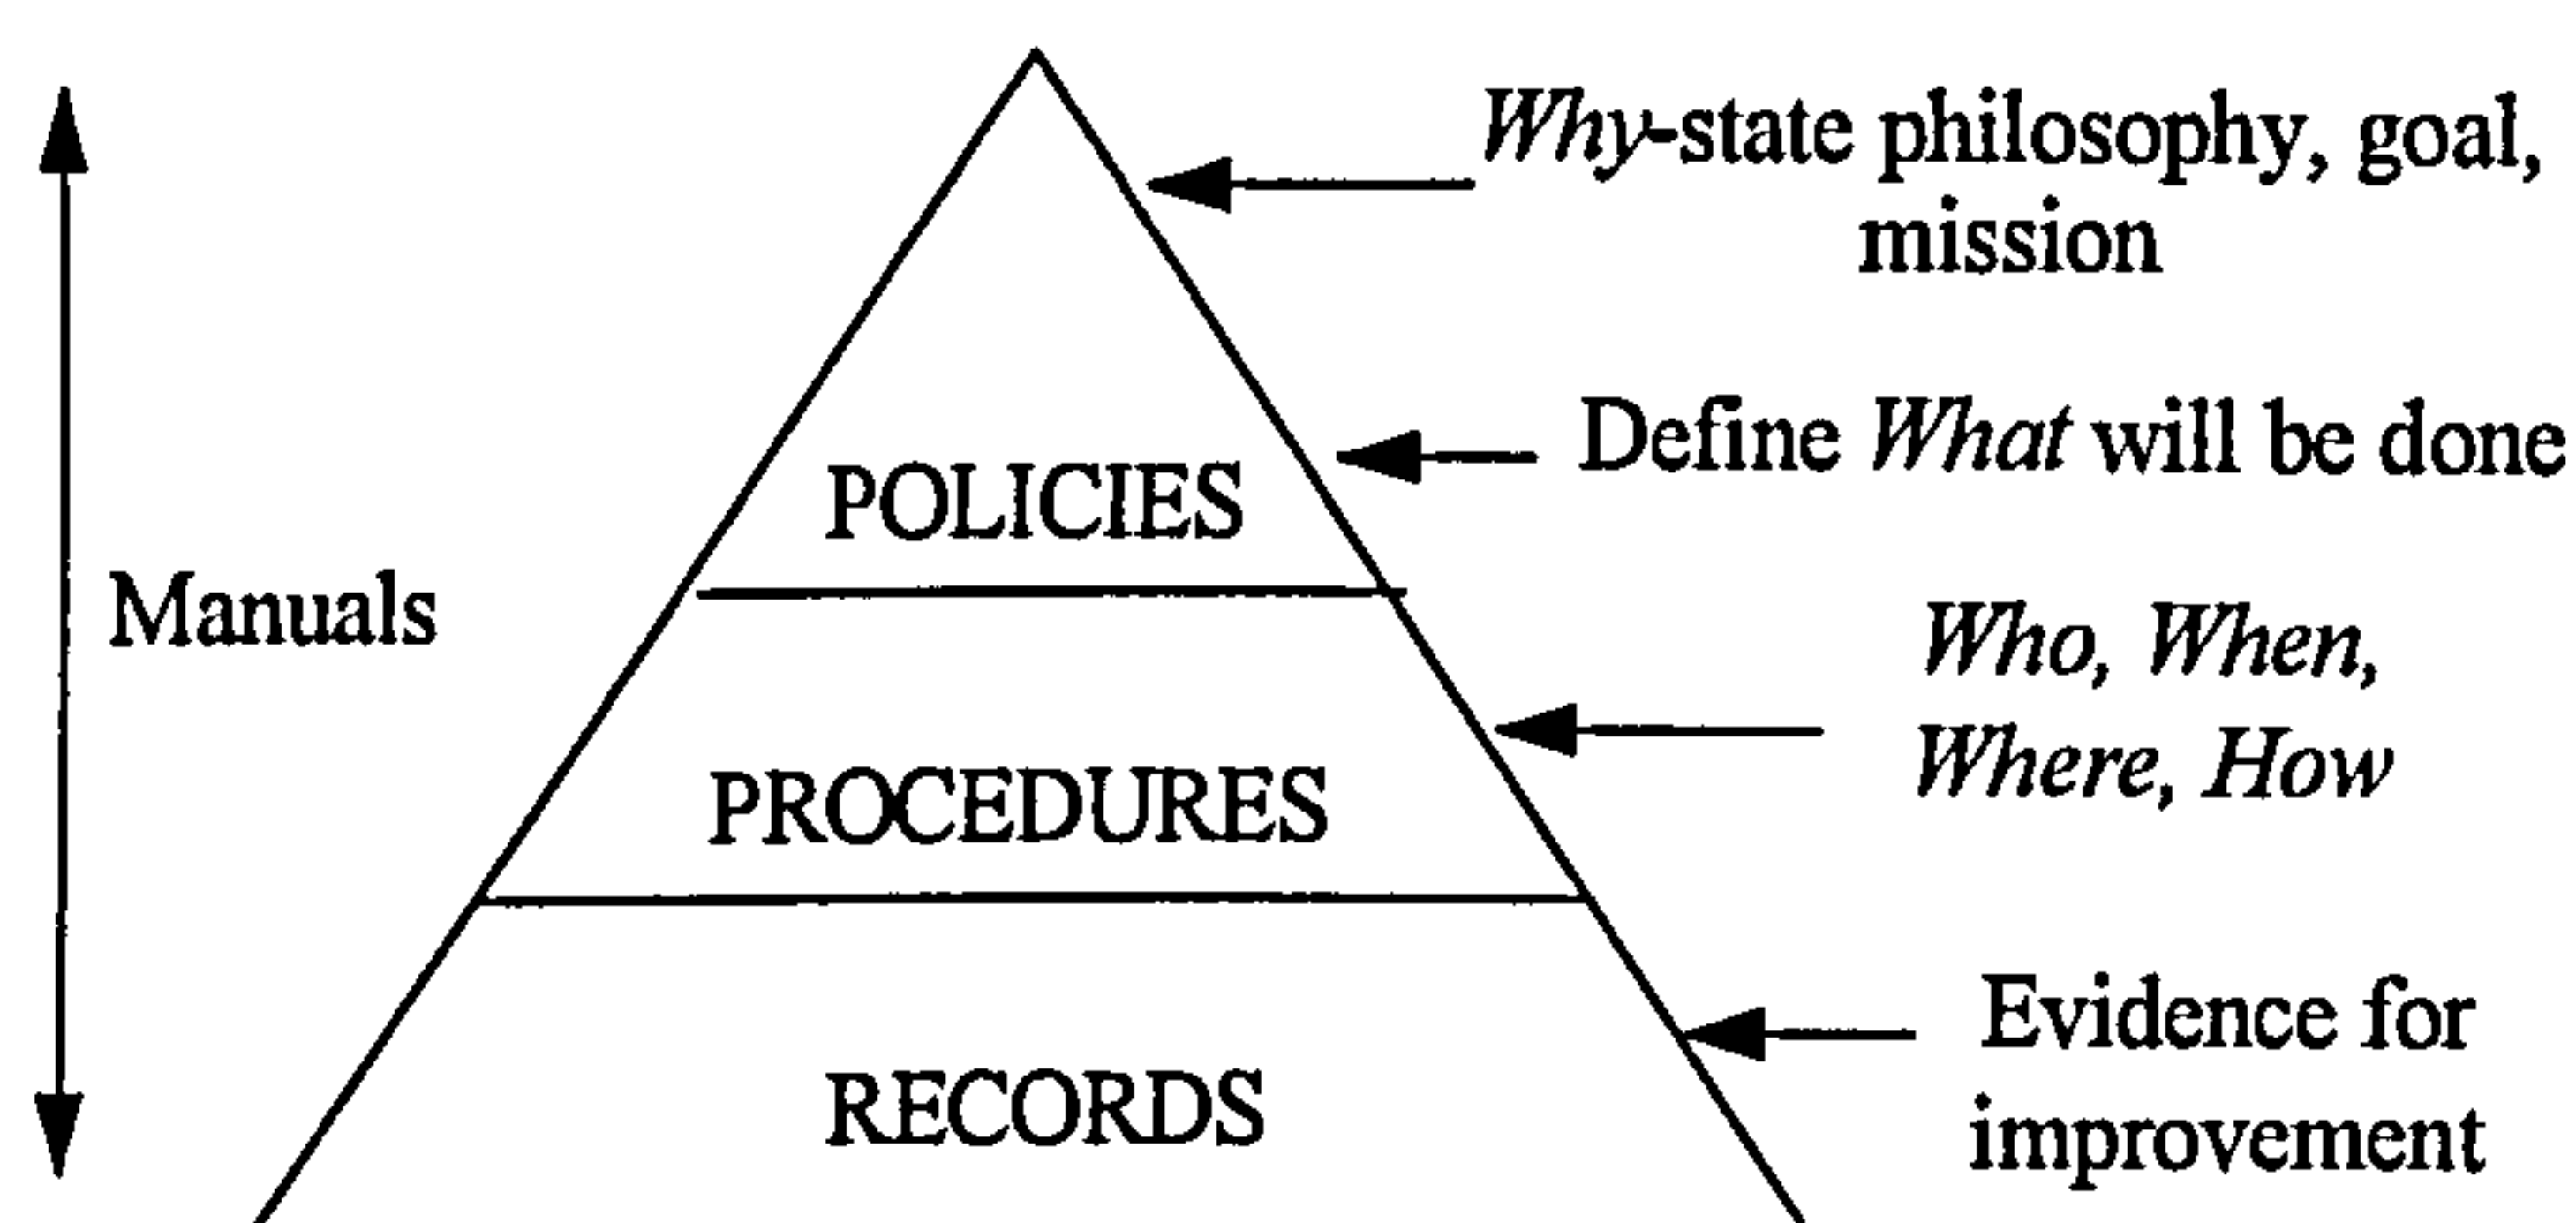 Why-state philosophy, goal,
mission
Define What will be done
POLICIES
Manuals
Who, When,
Where, How
PROCEDURES
Evidence for
improvement
RECORDS